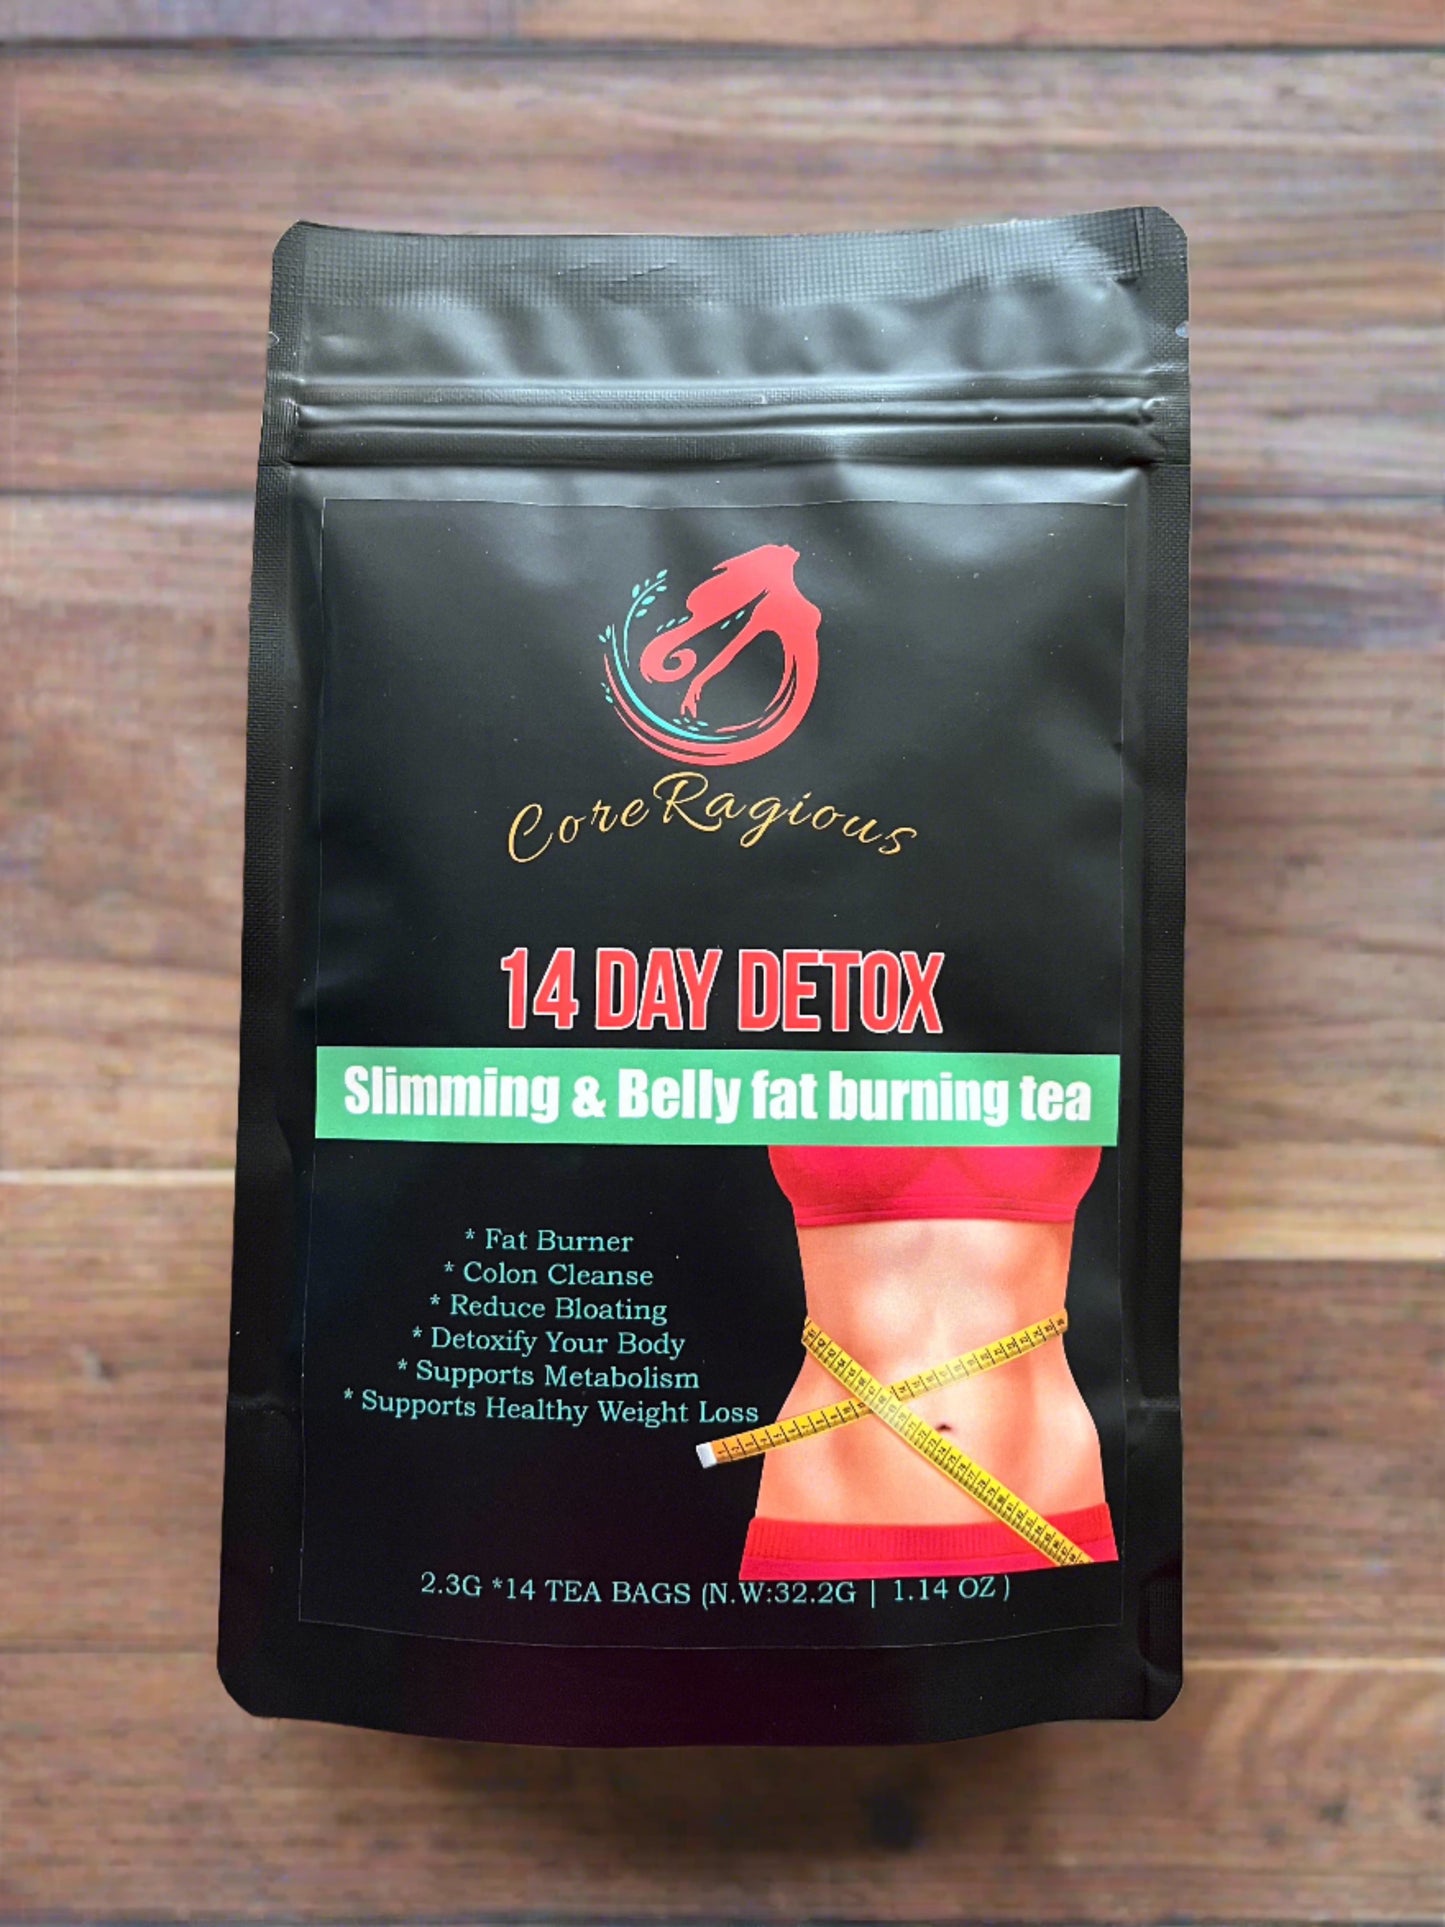 CoreRagious
14 DAY DETOX
Slimming & Belly fat burning tea
* Fat Burner
* Colon Cleanse
* Reduce Bloating
* Detoxify Your Body
* Supports Metabolism
* Supports Healthy Weight Loss
2.3G *14 TEA BAGS (N.W:32.2G | 1.14 OZ )